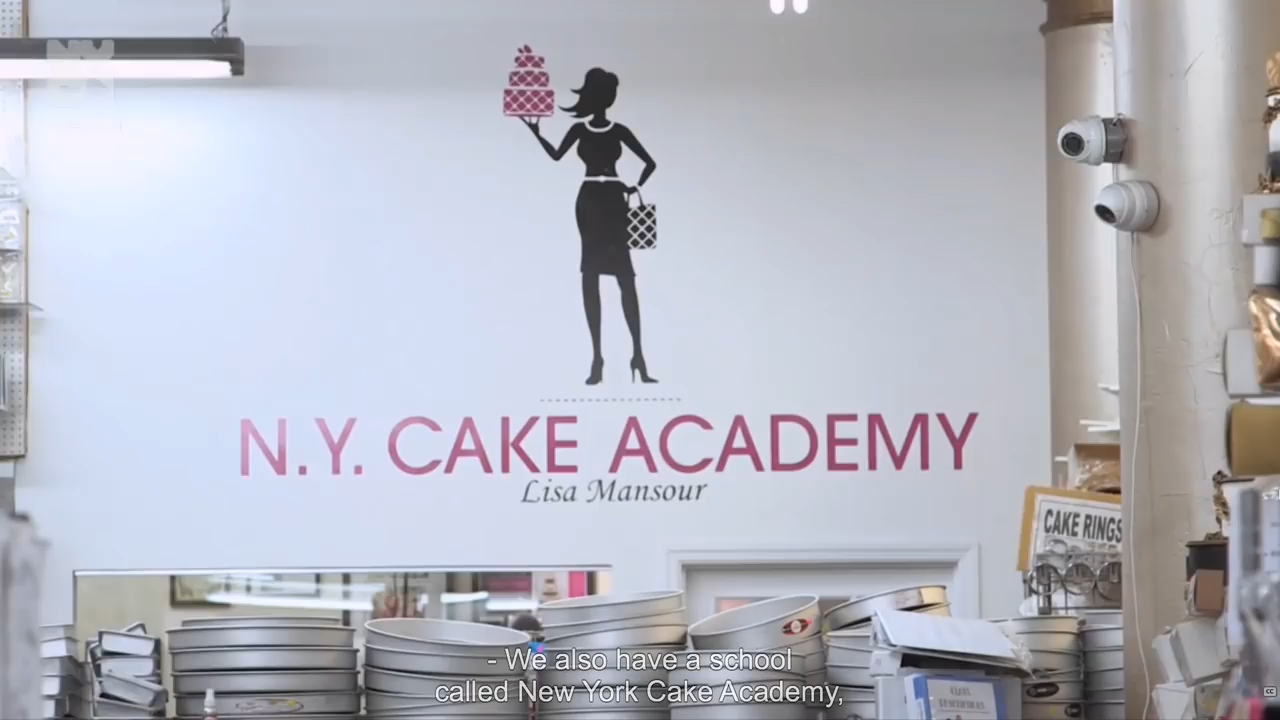 N.Y. CAKE ACADEMY
Lisa Mansour
CAKE RINGS
- We also have a school
called New York Cake Academy,